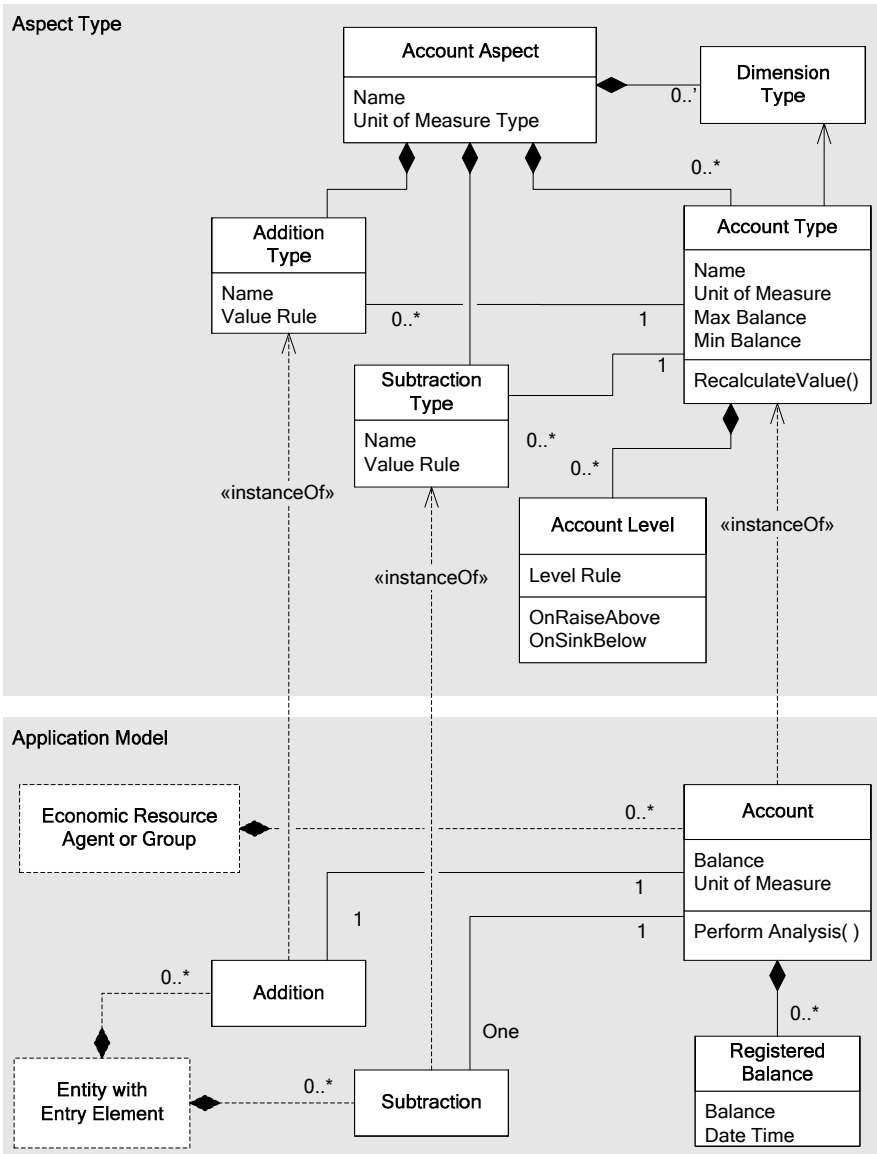 Aspect Type
Account Aspect
Name
Unit of Measure Type
Dimension
Type
0..'
0..*
Addition
Type
Name
Value Rule
Account Type
Name
Unit of Measure
Max Balance
Min Balance
RecalculateValue()
0..*
1
1
Subtraction
Type
Name
Value Rule
0..*
0..*
«instanceOf»
«instanceOf»
«instanceOf»
Account Level
Level Rule
OnRaiseAbove
OnSinkBelow
Application Model
Economic Resource
Agent or Group
0..*
Account
Balance
Unit of Measure
Perform Analysis( )
1
1
1
0..*
Addition
One
0..*
Registered
Balance
Balance
Date Time
Entity with
Entry Element
0..*
Subtraction